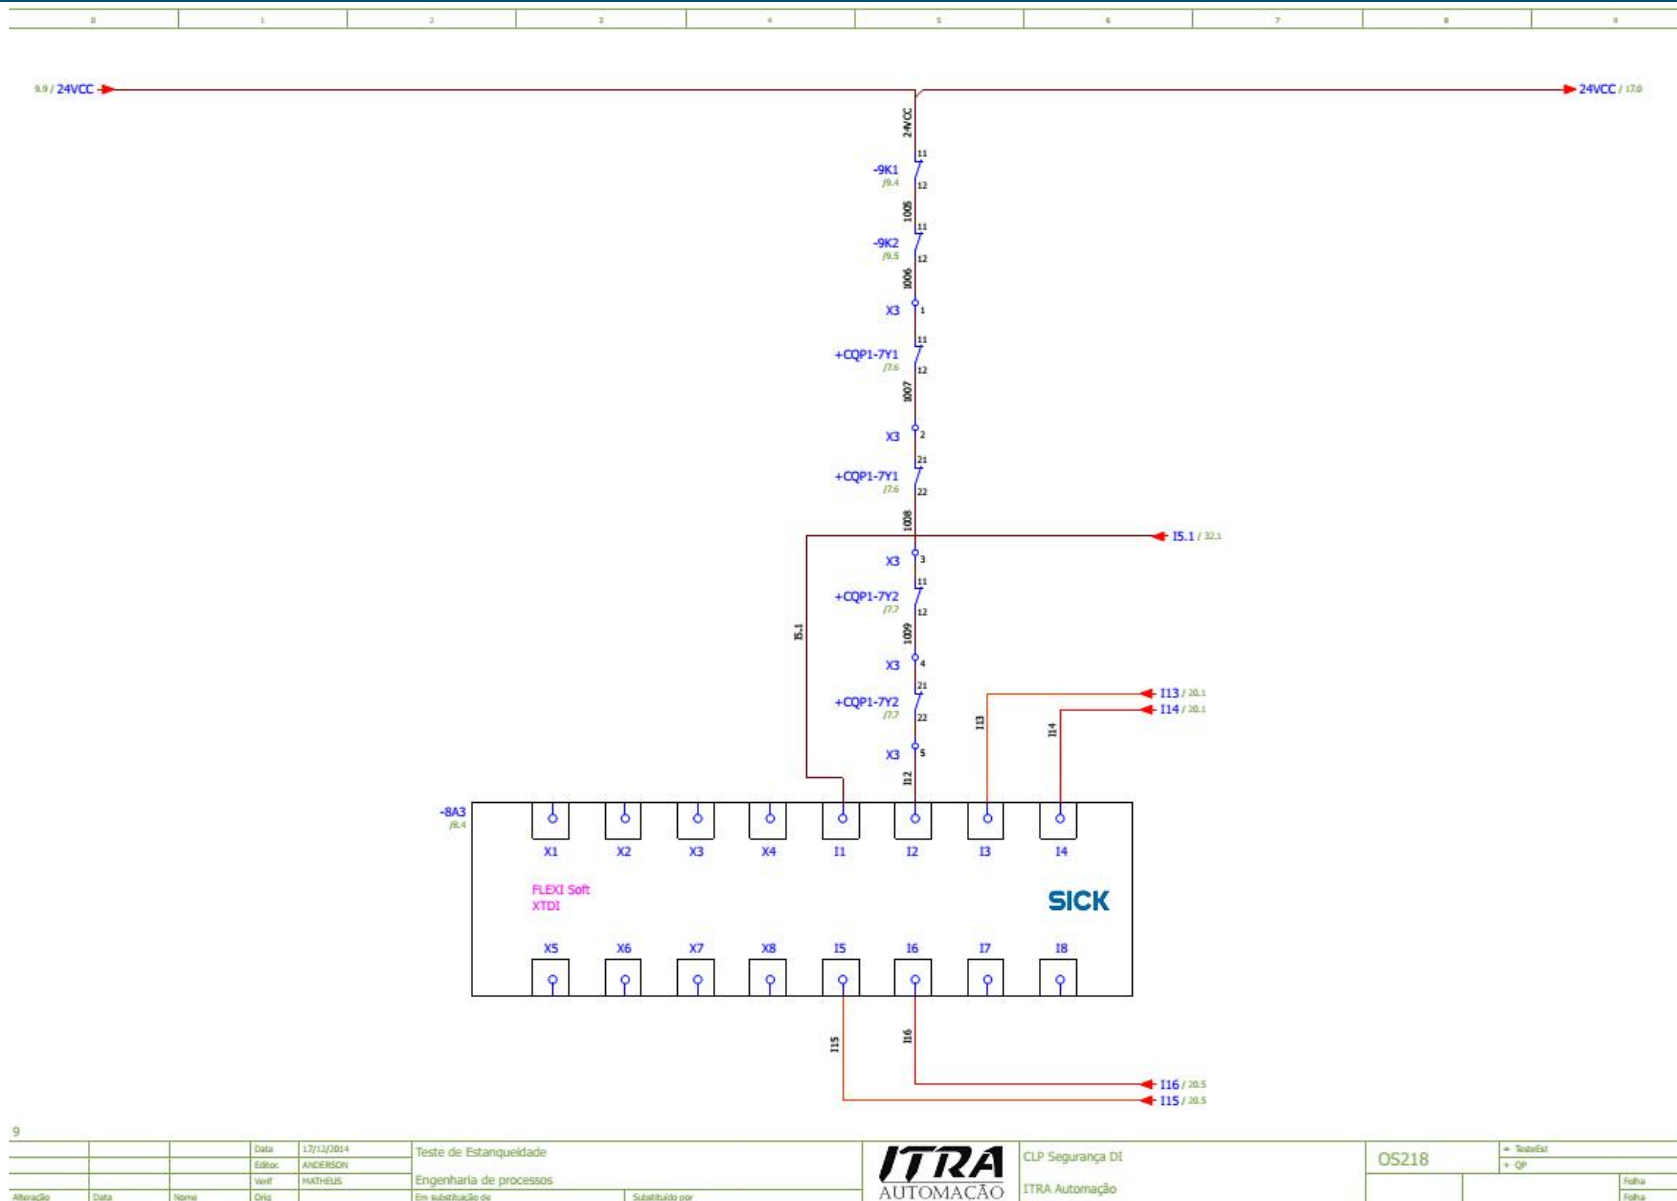 0 1 2 3 4 5 6 7 8 9
9.9 / 24VCC
24VCC / 17.0
24VCC
11
-9K1
/9.4
12
1005
11
-9K2
/9.5
12
1006
X3
1
11
+CQP1-7Y1
/7.6
12
1007
X3
2
21
+CQP1-7Y1
/7.6
22
1008
I5.1 / 32.1
X3
3
11
+CQP1-7Y2
/7.7
12
I5.1
1009
X3
4
21
+CQP1-7Y2
/7.7
22
I13 / 20.1
I14 / 20.1
I13
I14
X3
5
I12
-8A3
/8.4
X1 X2 X3 X4 I1 I2 I3 I4
FLEXI Soft
XTDI
SICK
X5 X6 X7 X8 I5 I6 I7 I8
I15
I16
I16 / 20.5
I15 / 20.5
9
Data 17/12/2014
Editor. ANDERSON
Verif MATHEUS
Alteração Data Nome Orig
Teste de Estanqueidade
Engenharia de processos
Em substituição de Substituído por
ITRA
AUTOMAÇÃO
CLP Segurança DI
ITRA Automação
OS218
= TesteEst
+ QP
Folha
Folha